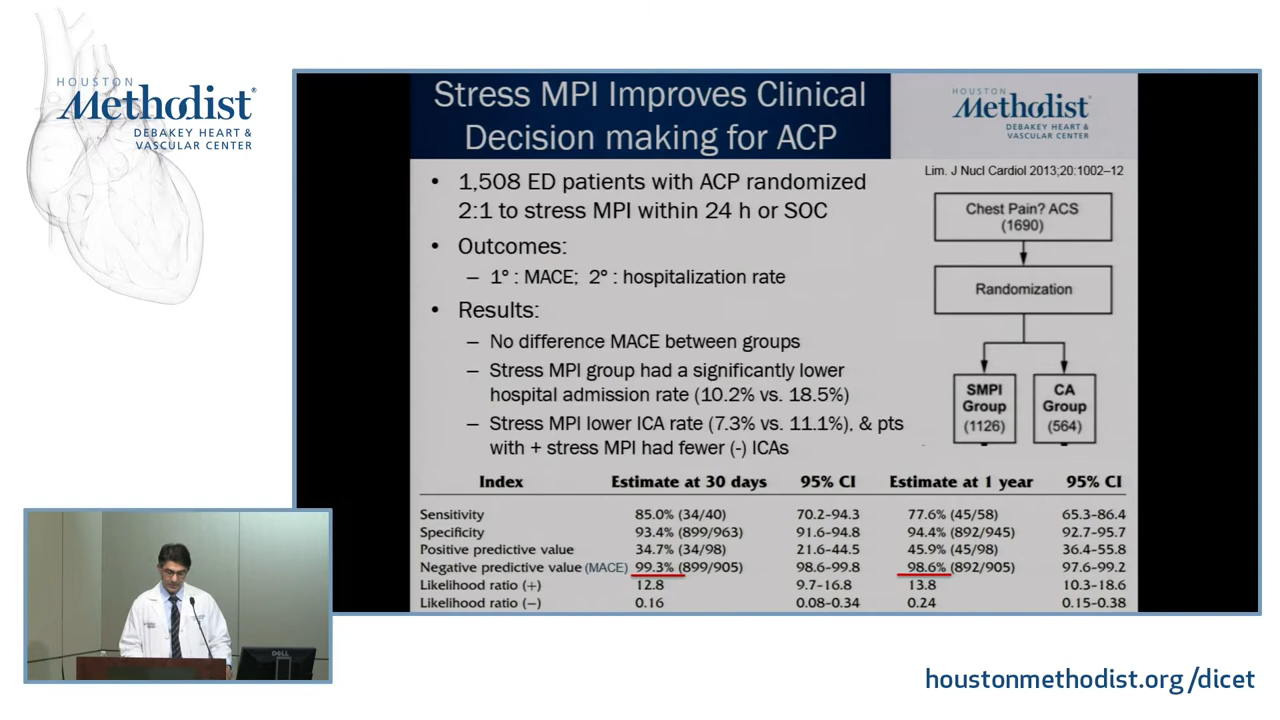 HOUSTON
Methodist®
DEBAKEY HEART &
VASCULAR CENTER
Stress MPI Improves Clinical
Decision making for ACP
HOUSTON
Methodist
DEBAKEY HEART &
VASCULAR CENTER
• 1,508 ED patients with ACP randomized
2:1 to stress MPI within 24 h or SOC
• Outcomes:
– 1° : MACE; 2° : hospitalization rate
• Results:
– No difference MACE between groups
– Stress MPI group had a significantly lower
hospital admission rate (10.2% vs. 18.5%)
– Stress MPI lower ICA rate (7.3% vs. 11.1%), & pts
with + stress MPI had fewer (-) ICAs
Lim. J Nucl Cardiol 2013;20:1002–12
Chest Pain? ACS
(1690)
Randomization
SMPI
Group
(1126)
CA
Group
(564)
Index Estimate at 30 days 95% CI Estimate at 1 year 95% CI
Sensitivity 85.0% (34/40) 70.2–94.3 77.6% (45/58) 65.3–86.4
Specificity 93.4% (899/963) 91.6–94.8 94.4% (892/945) 92.7–95.7
Positive predictive value 34.7% (34/98) 21.6–44.5 45.9% (45/98) 36.4–55.8
Negative predictive value (MACE) 99.3% (899/905) 98.6–99.8 98.6% (892/905) 97.6–99.2
Likelihood ratio (+) 12.8 9.7–16.8 13.8 10.3–18.6
Likelihood ratio (−) 0.16 0.08–0.34 0.24 0.15–0.38
DELL
houstonmethodist.org/dicet